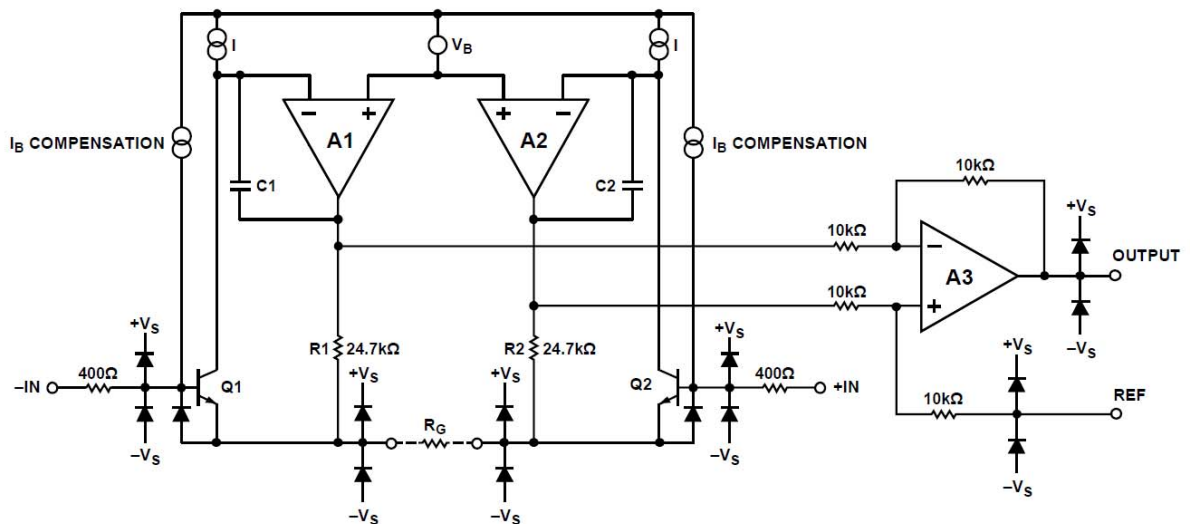 I
V_B
I
− +
A1
+ −
A2
I_B COMPENSATION
I_B COMPENSATION
C1
C2
10kΩ
10kΩ
10kΩ
−
+
A3
+V_S
OUTPUT
−V_S
R1
24.7kΩ
R2
24.7kΩ
+V_S
400Ω
−IN
Q1
−V_S
+V_S
R_G
−V_S
+V_S
−V_S
Q2
+V_S
400Ω
+IN
−V_S
10kΩ
+V_S
REF
−V_S